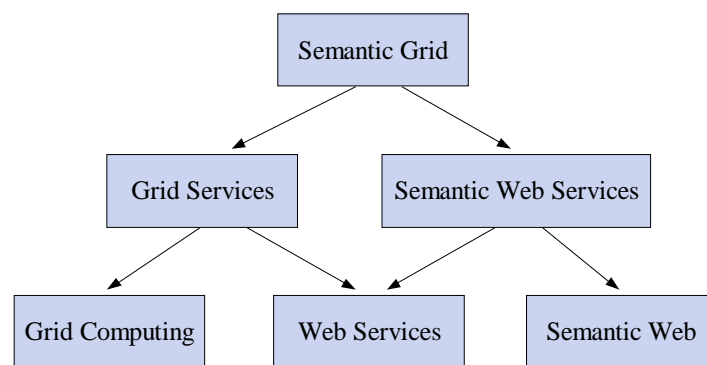 Semantic Grid
Grid Services
Semantic Web Services
Grid Computing
Web Services
Semantic Web